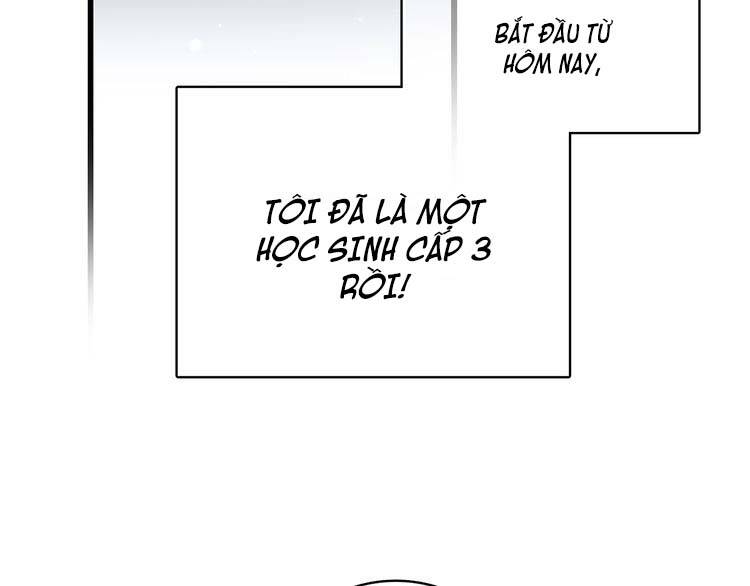 BẮT ĐẦU TỪ
HÔM NAY,
TÔI ĐÃ LÀ MỘT
HỌC SINH CẤP 3
RỒI!